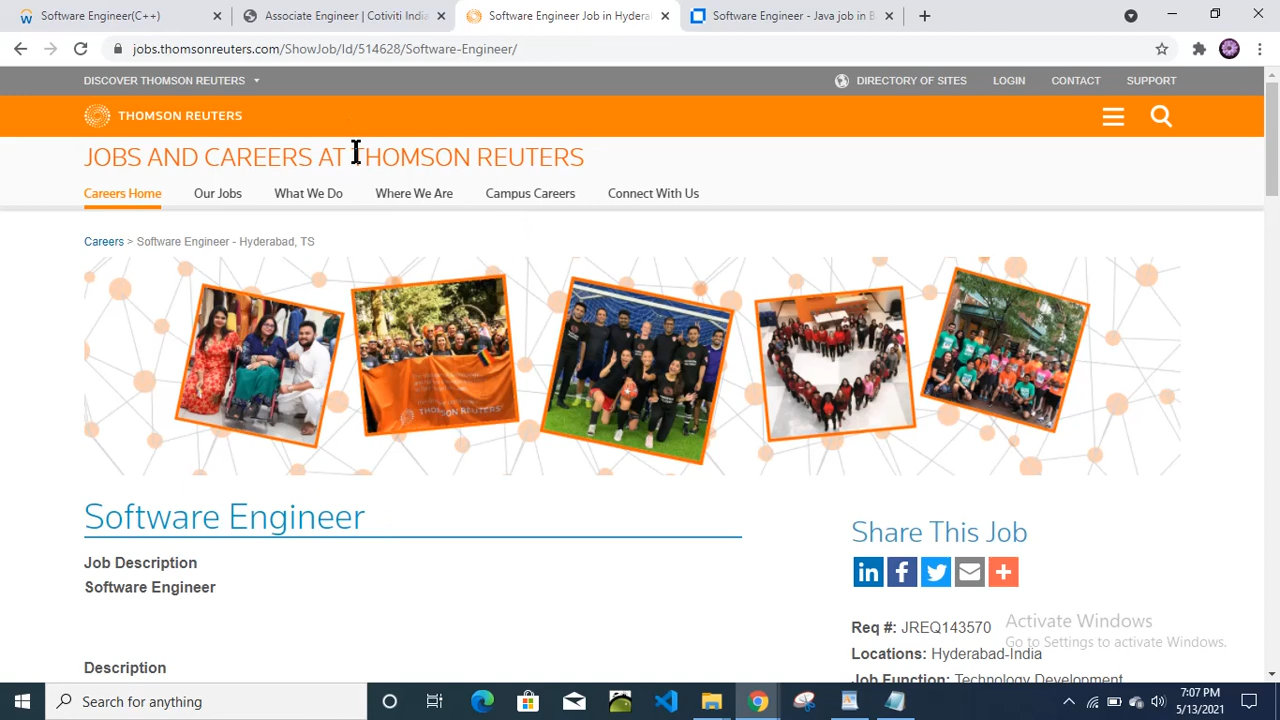 Software Engineer(C++)
Associate Engineer | Cotiviti Indi
Software Engineer Job in Hydera
Software Engineer - Java job in B
jobs.thomsonreuters.com/ShowJob/Id/514628/Software-Engineer/
DISCOVER THOMSON REUTERS
DIRECTORY OF SITES
LOGIN
CONTACT
SUPPORT
THOMSON REUTERS
JOBS AND CAREERS AT THOMSON REUTERS
Careers Home
Our Jobs
What We Do
Where We Are
Campus Careers
Connect With Us
Careers > Software Engineer - Hyderabad, TS
THOMSON REUTERS
Software Engineer
Job Description
Software Engineer
Description
Share This Job
Req #: JREQ143570
Locations: Hyderabad-India
Job Function: Technology Development
Activate Windows
Go to Settings to activate Windows.
Search for anything
7:07 PM
5/13/2021